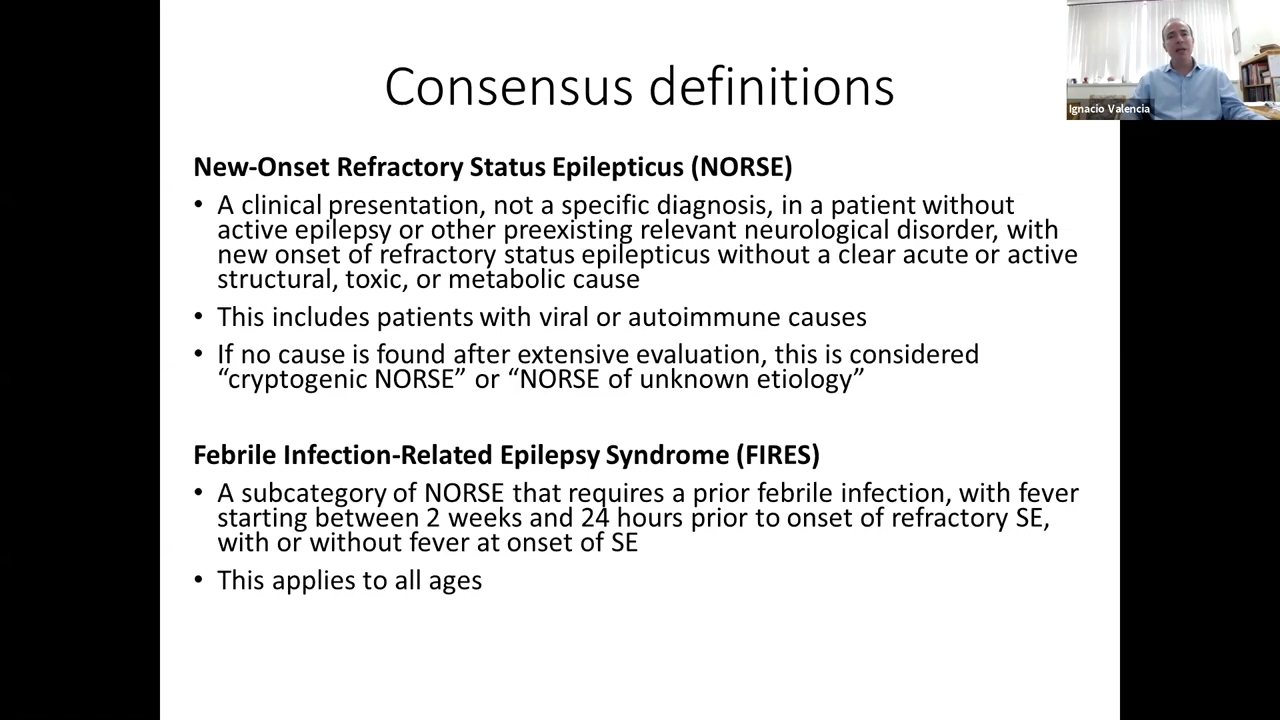 Consensus definitions
Ignacio Valencia
New-Onset Refractory Status Epilepticus (NORSE)
• A clinical presentation, not a specific diagnosis, in a patient without
active epilepsy or other preexisting relevant neurological disorder, with
new onset of refractory status epilepticus without a clear acute or active
structural, toxic, or metabolic cause
• This includes patients with viral or autoimmune causes
• If no cause is found after extensive evaluation, this is considered
“cryptogenic NORSE” or “NORSE of unknown etiology”
Febrile Infection-Related Epilepsy Syndrome (FIRES)
• A subcategory of NORSE that requires a prior febrile infection, with fever
starting between 2 weeks and 24 hours prior to onset of refractory SE,
with or without fever at onset of SE
• This applies to all ages